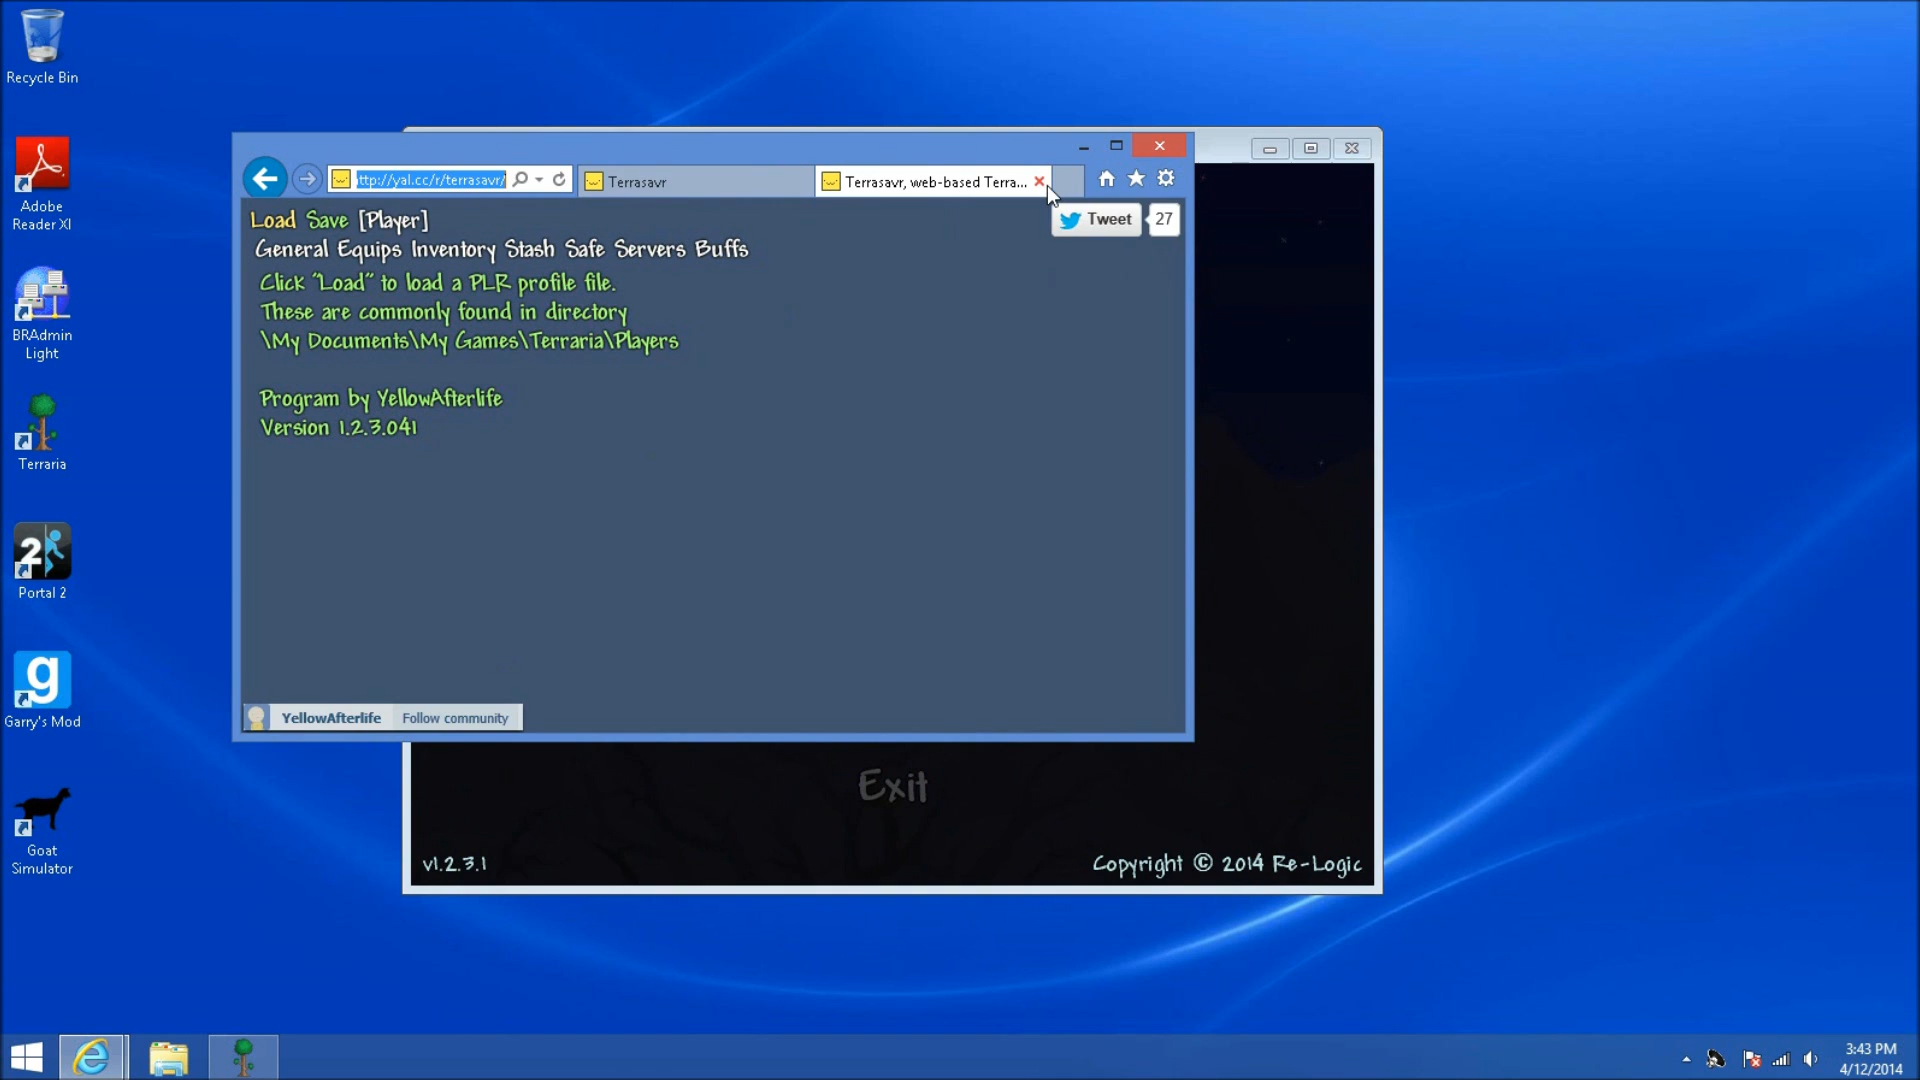 Recycle Bin
Adobe
Reader XI
BRAdmin
Light
Terraria
2
Portal 2
g
Garry's Mod
Goat
Simulator
ttp://yal.cc/r/terrasavr/
Terrasavr
Terrasavr, web-based Terra...
Load Save [Player]
Tweet 27
General Equips Inventory Stash Safe Servers Buffs
Click "Load" to load a PLR profile file.
These are commonly found in directory
\My Documents\My Games\Terraria\Players
Program by YellowAfterlife
Version 1.2.3.041
YellowAfterlife Follow community
Exit
v1.2.3.1
Copyright © 2014 Re-Logic
3:43 PM
4/12/2014